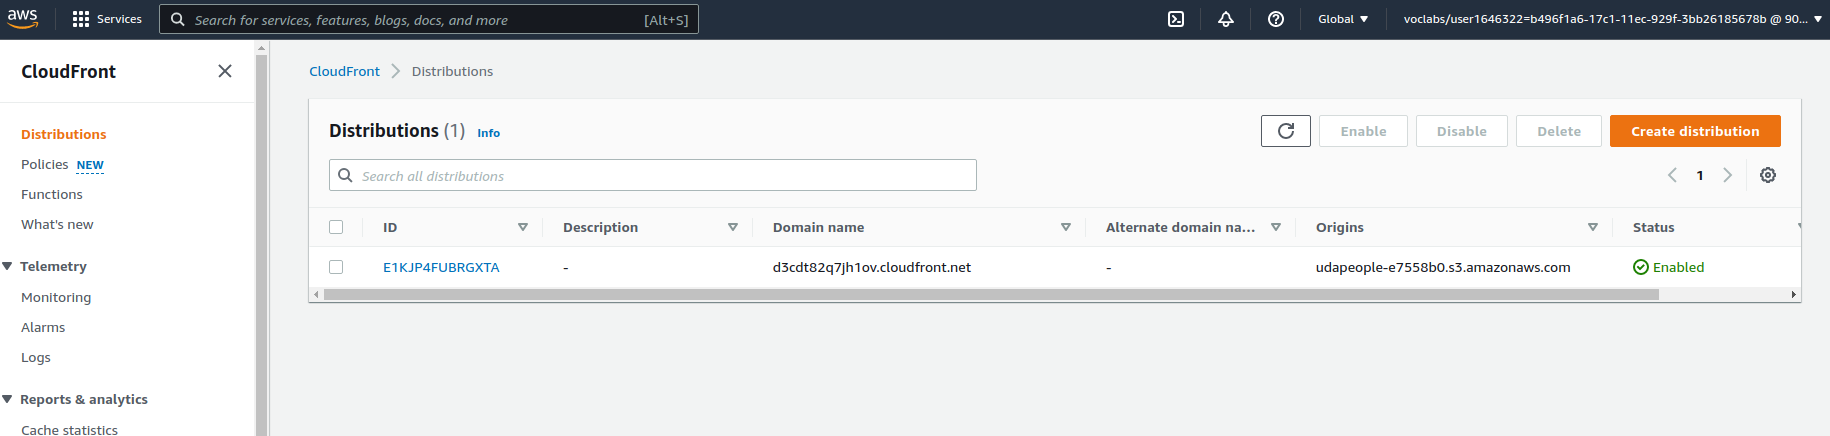 aws Services Search for services, features, blogs, docs, and more [Alt+S] Global voclabs/user1646322=b496f1a6-17c1-11ec-929f-3bb26185678b @ 90...
CloudFront
Distributions
Policies NEW
Functions
What's new
Telemetry
Monitoring
Alarms
Logs
Reports & analytics
Cache statistics
CloudFront Distributions
Distributions (1) Info Enable Disable Delete Create distribution
Search all distributions 1
ID Description Domain name Alternate domain na... Origins Status
E1KJP4FUBRGXTA - d3cdt82q7jh1ov.cloudfront.net - udapeople-e7558b0.s3.amazonaws.com Enabled